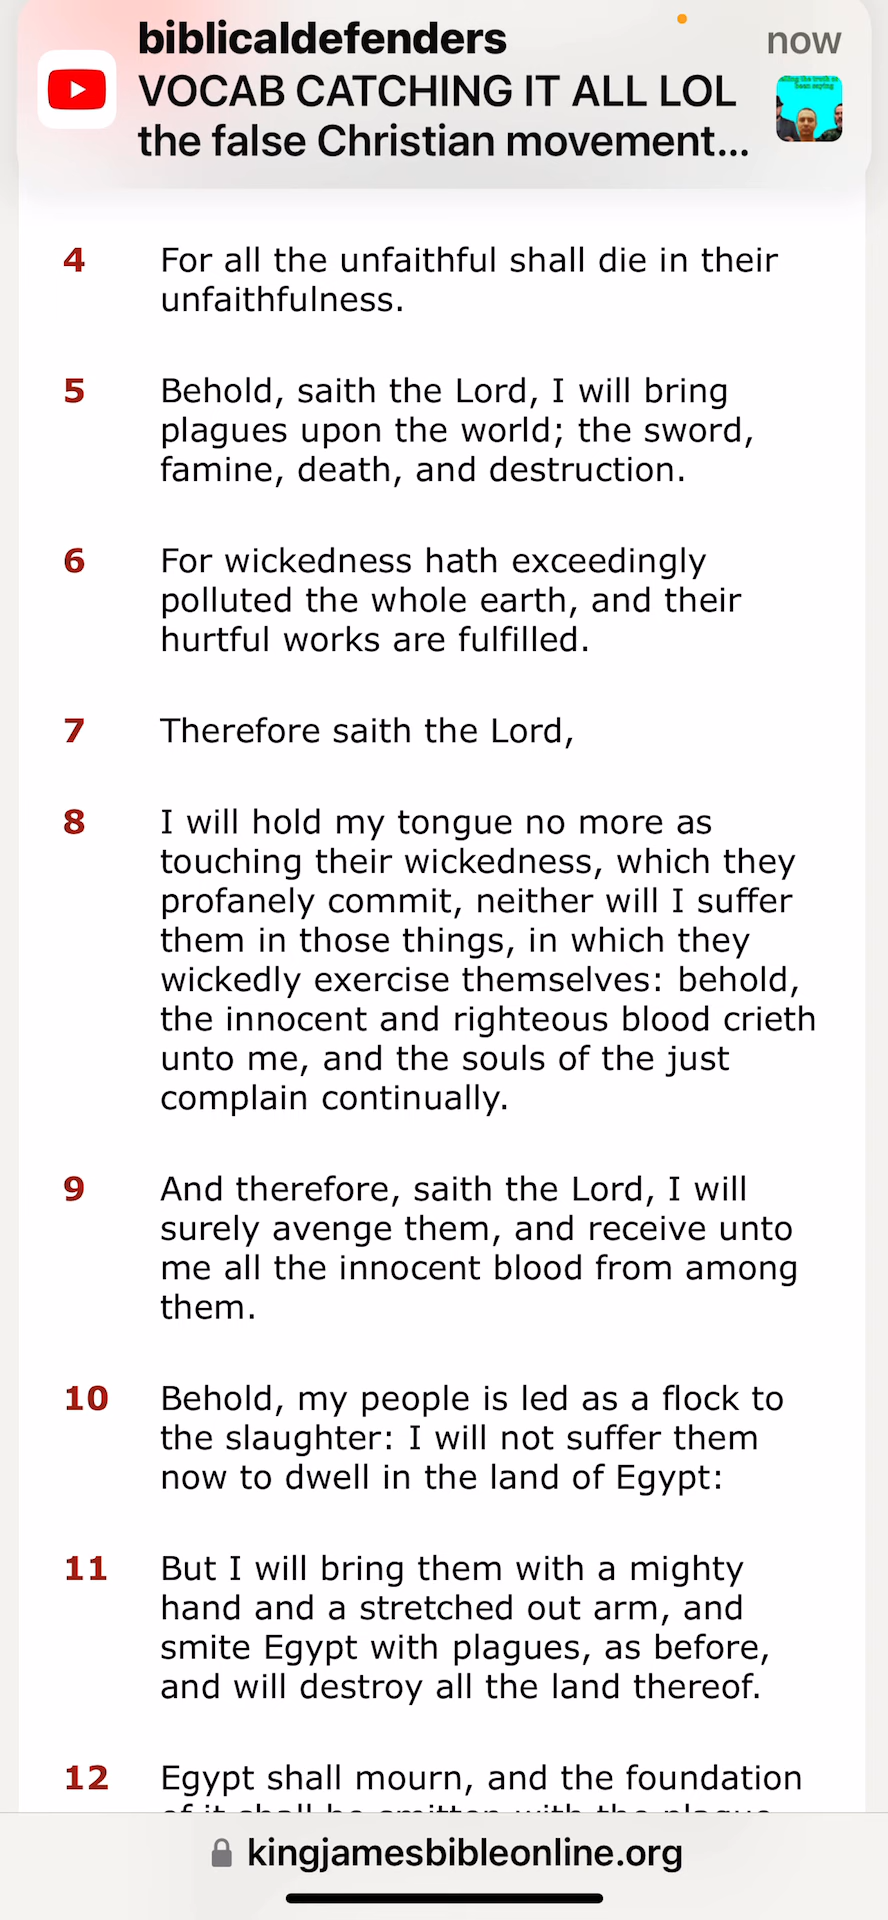 biblicaldefenders now
VOCAB CATCHING IT ALL LOL
the false Christian movement...
4 For all the unfaithful shall die in their
unfaithfulness.
5 Behold, saith the Lord, I will bring
plagues upon the world; the sword,
famine, death, and destruction.
6 For wickedness hath exceedingly
polluted the whole earth, and their
hurtful works are fulfilled.
7 Therefore saith the Lord,
8 I will hold my tongue no more as
touching their wickedness, which they
profanely commit, neither will I suffer
them in those things, in which they
wickedly exercise themselves: behold,
the innocent and righteous blood crieth
unto me, and the souls of the just
complain continually.
9 And therefore, saith the Lord, I will
surely avenge them, and receive unto
me all the innocent blood from among
them.
10 Behold, my people is led as a flock to
the slaughter: I will not suffer them
now to dwell in the land of Egypt:
11 But I will bring them with a mighty
hand and a stretched out arm, and
smite Egypt with plagues, as before,
and will destroy all the land thereof.
12 Egypt shall mourn, and the foundation
of it shall be smitten with the plague
kingjamesbibleonline.org